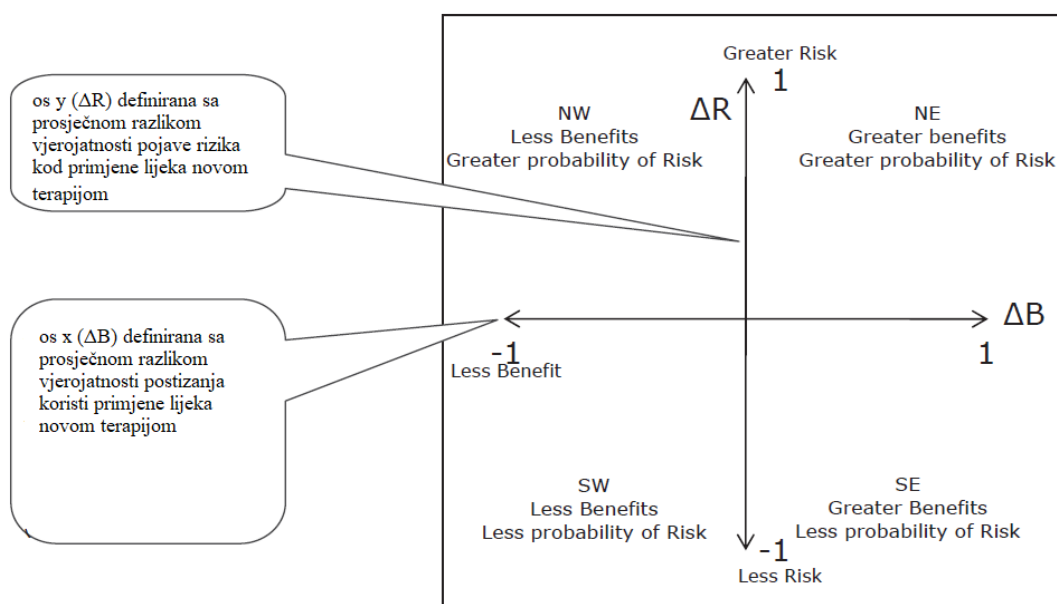 os y (ΔR) definirana sa
prosječnom razlikom
vjerojatnosti pojave rizika
kod primjene lijeka novom
terapijom
os x (ΔB) definirana sa
prosječnom razlikom
vjerojatnosti postizanja
koristi primjene lijeka
novom terapijom
Greater Risk
1
ΔR
NW
Less Benefits
Greater probability of Risk
NE
Greater benefits
Greater probability of Risk
-1
Less Benefit
ΔB
1
SW
Less Benefits
Less probability of Risk
SE
Greater Benefits
Less probability of Risk
-1
Less Risk